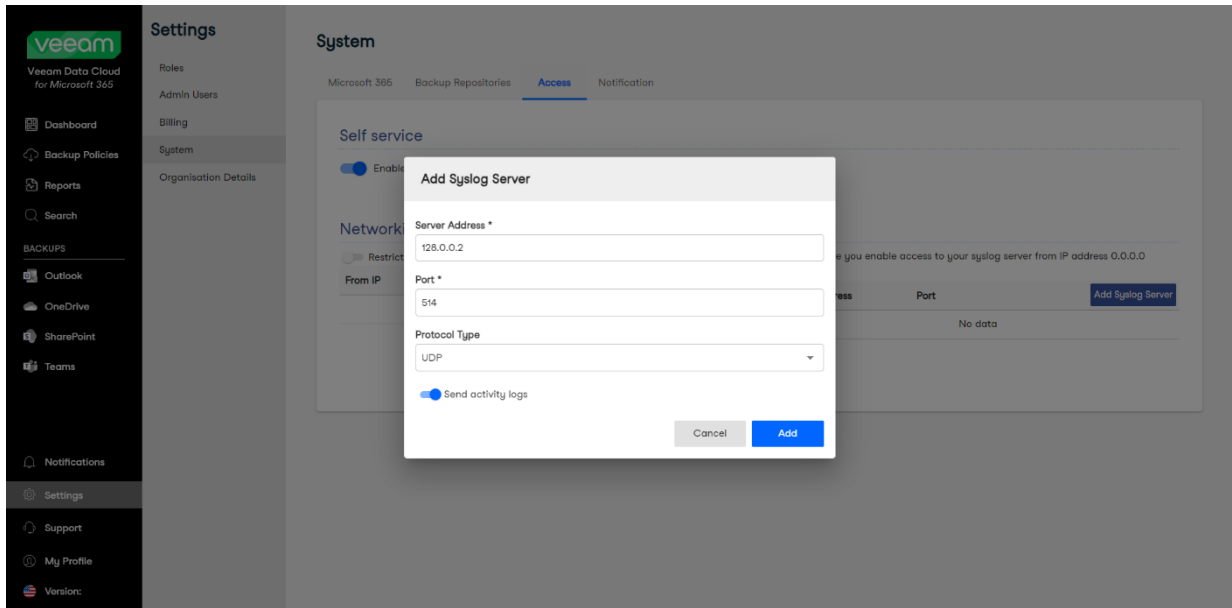 veeam
Veeam Data Cloud
for Microsoft 365
Dashboard
Backup Policies
Reports
Search
BACKUPS
Outlook
OneDrive
SharePoint
Teams
Notifications
Settings
Support
My Profile
Version:
Settings
Roles
Admin Users
Billing
System
Organisation Details
System
Microsoft 365 Backup Repositories Access Notification
Self service
Enable
Networki
Restrict
From IP
e you enable access to your syslog server from IP address 0.0.0.0
ress Port Add Syslog Server
No data
Add Syslog Server
Server Address *
128.0.0.2
Port *
514
Protocol Type
UDP
Send activity logs
Cancel Add